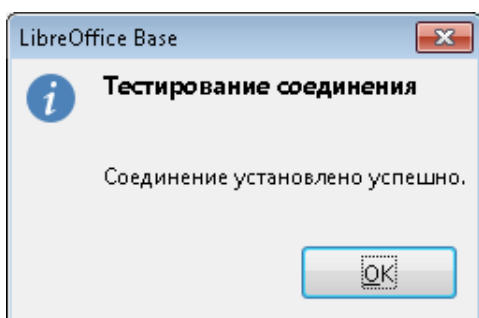 LibreOffice Base
Тестирование соединения
Соединение установлено успешно.
OK